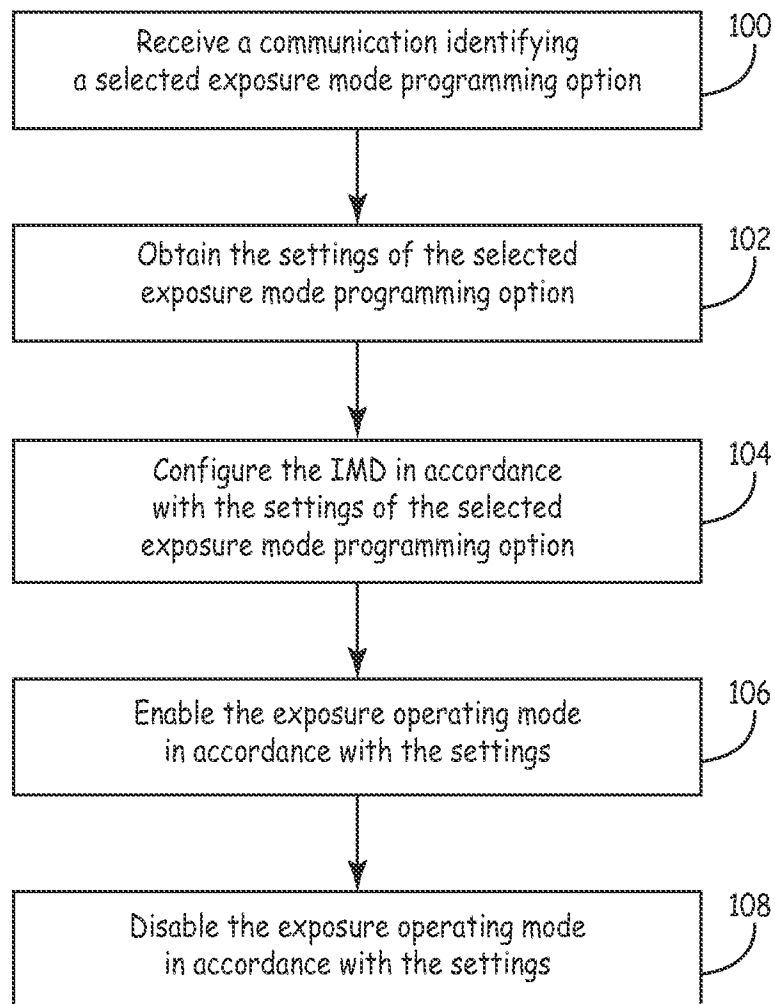 Receive a communication identifying
a selected exposure mode programming option
100
Obtain the settings of the selected
exposure mode programming option
102
Configure the IMD in accordance
with the settings of the selected
exposure mode programming option
104
Enable the exposure operating mode
in accordance with the settings
106
Disable the exposure operating mode
in accordance with the settings
108